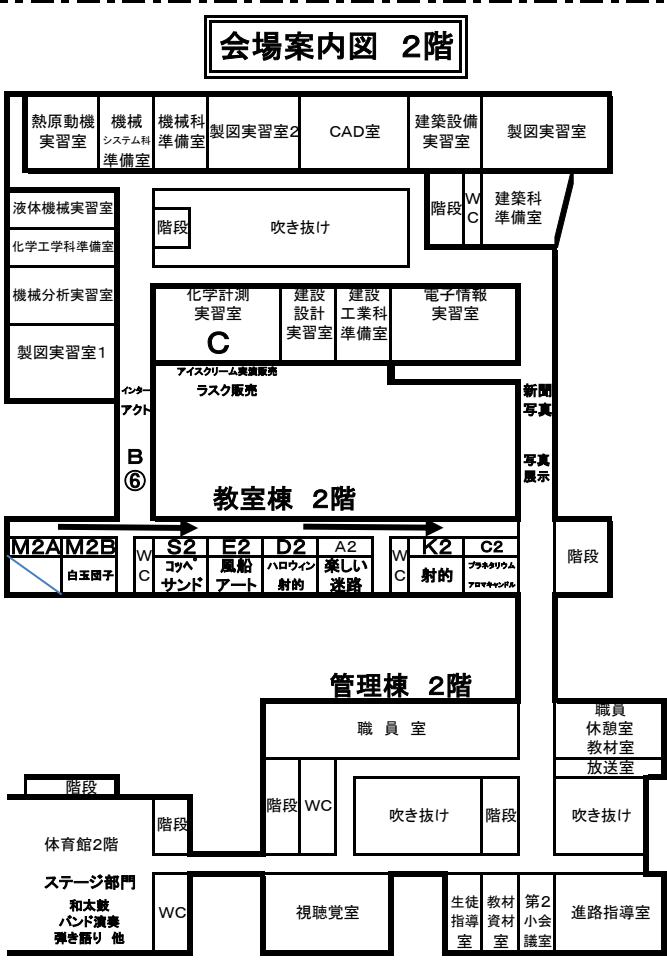 会場案内図　2階
熱原動機
実習室
機械
システム科
準備室
機械科
準備室
製図実習室2
CAD室
建築設備
実習室
製図実習室
液体機械実習室
化学工学科準備室
機械分析実習室
製図実習室1
階段
吹き抜け
階段
WC
建築科
準備室
化学計測
実習室
C
建設
設計
実習室
建設
工業科
準備室
電子情報
実習室
アイスクリーム実演販売
ラスク販売
インター
アクト
B
⑥
新聞
写真
写真
展示
教室棟　2階
M2A
M2B
白玉団子
WC
S2
コッペ
サンド
E2
風船
アート
D2
ハロウィン
射的
A2
楽しい
迷路
WC
K2
射的
C2
プラネタリウム
アロマキャンドル
階段
管理棟　2階
職　員　室
職員
休憩室
教材室
放送室
階段
WC
吹き抜け
階段
吹き抜け
階段
階段
体育館2階
ステージ部門
和太鼓
バンド演奏
弾き語り　他
WC
視聴覚室
生徒
指導
室
教材
資材
室
第2
小会
議室
進路指導室